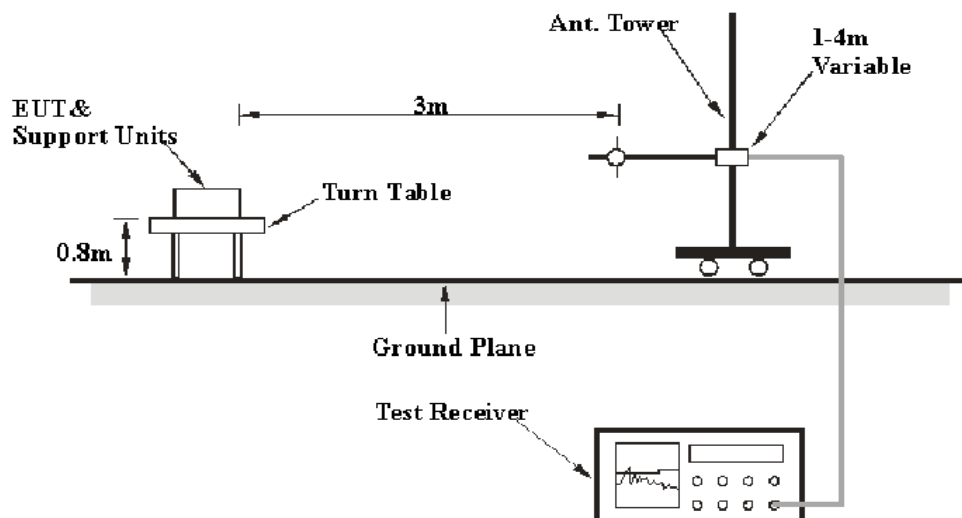 Ant. Tower
1-4m
Variable
3m
EUT&
Support Units
Turn Table
0.8m
Ground Plane
Test Receiver